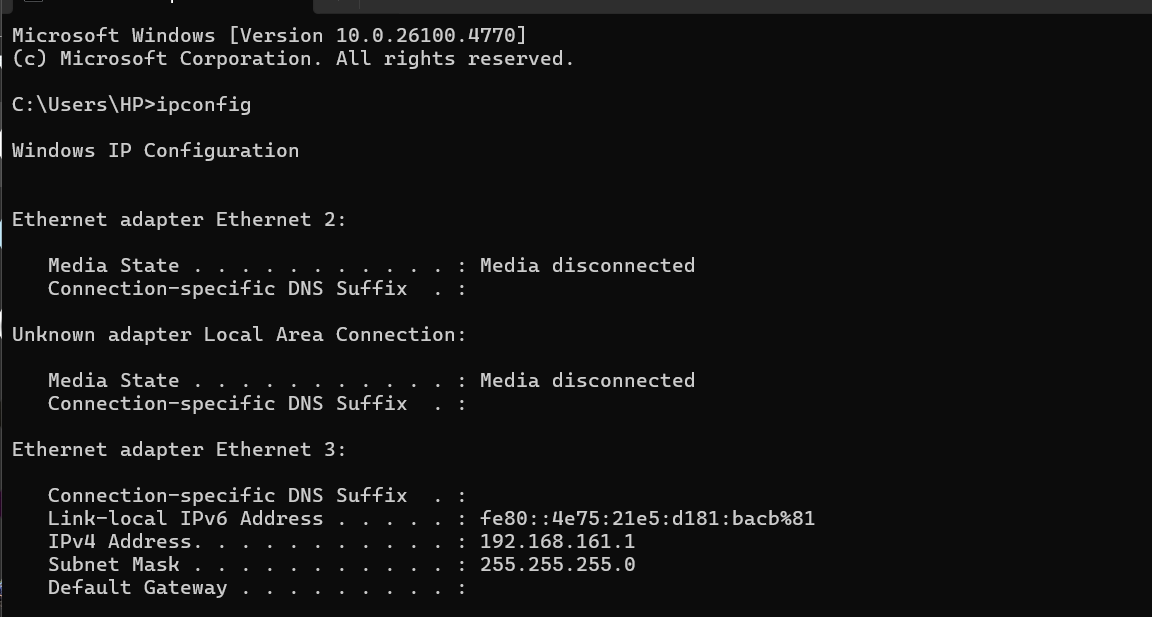 Microsoft Windows [Version 10.0.26100.4770]
(c) Microsoft Corporation. All rights reserved.
C:\Users\HP>ipconfig
Windows IP Configuration
Ethernet adapter Ethernet 2:
Media State . . . . . . . . . . . : Media disconnected
Connection-specific DNS Suffix  . :
Unknown adapter Local Area Connection:
Media State . . . . . . . . . . . : Media disconnected
Connection-specific DNS Suffix  . :
Ethernet adapter Ethernet 3:
Connection-specific DNS Suffix  . :
Link-local IPv6 Address . . . . . : fe80::4e75:21e5:d181:bacb%81
IPv4 Address. . . . . . . . . . . : 192.168.161.1
Subnet Mask . . . . . . . . . . . : 255.255.255.0
Default Gateway . . . . . . . . . :